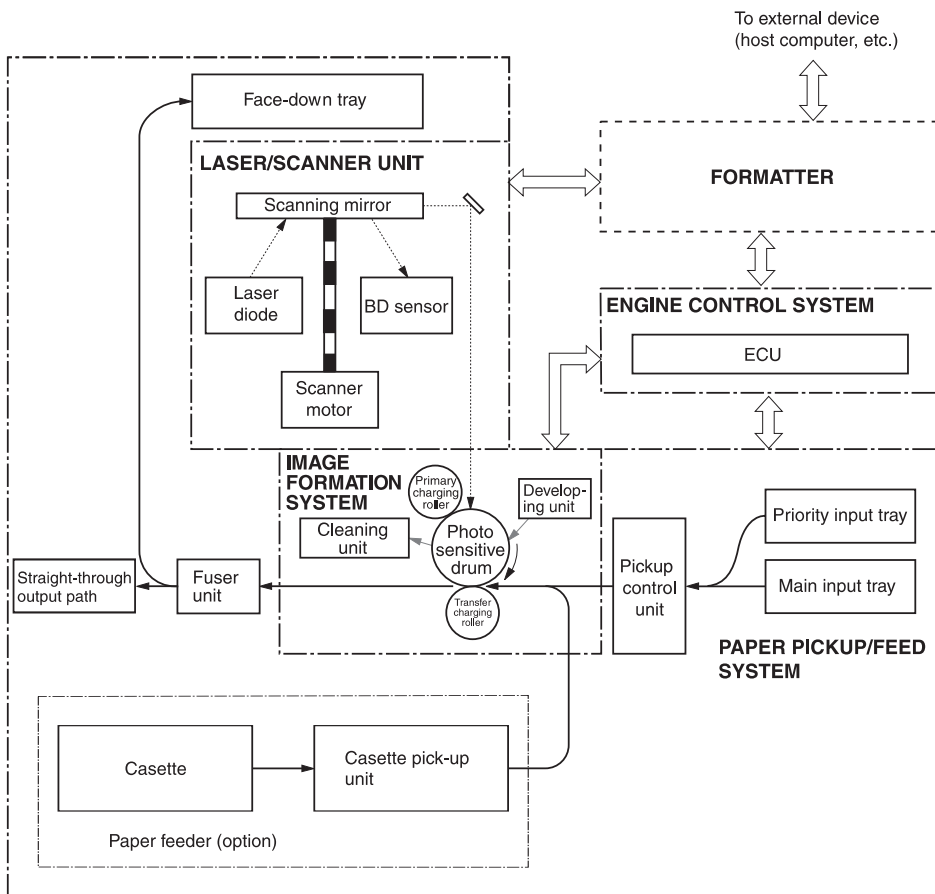 To external device
(host computer, etc.)
Face-down tray
LASER/SCANNER UNIT
FORMATTER
Scanning mirror
Laser
diode
BD sensor
ENGINE CONTROL SYSTEM
ECU
Scanner
motor
IMAGE
FORMATION
SYSTEM
Primary
charging
roller
Develop-
ing unit
Cleaning
unit
Photo
sensitive
drum
Priority input tray
Pickup
control
unit
Straight-through
output path
Fuser
unit
Main input tray
Transfer
charging
roller
PAPER PICKUP/FEED
SYSTEM
Casette
Casette pick-up
unit
Paper feeder (option)